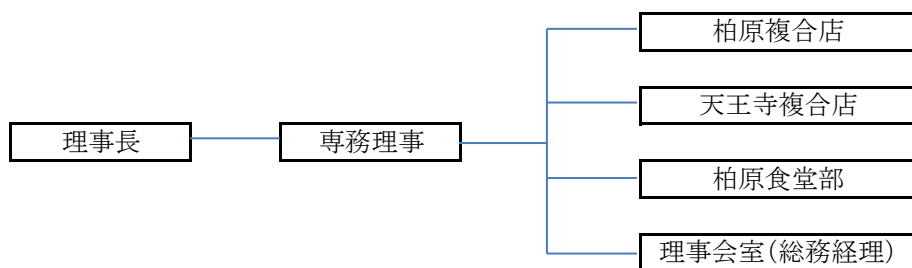 柏原複合店
天王寺複合店
理事長
専務理事
柏原食堂部
理事会室(総務経理)